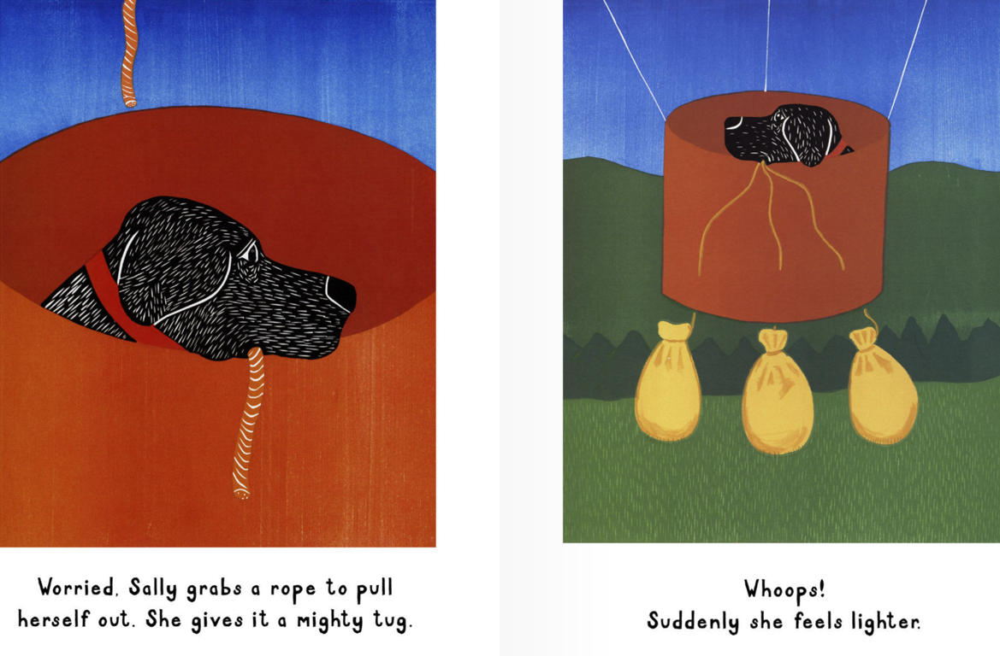 Worried, Sally grabs a rope to pull
herself out. She gives it a mighty tug.
Whoops!
Suddenly she feels lighter.